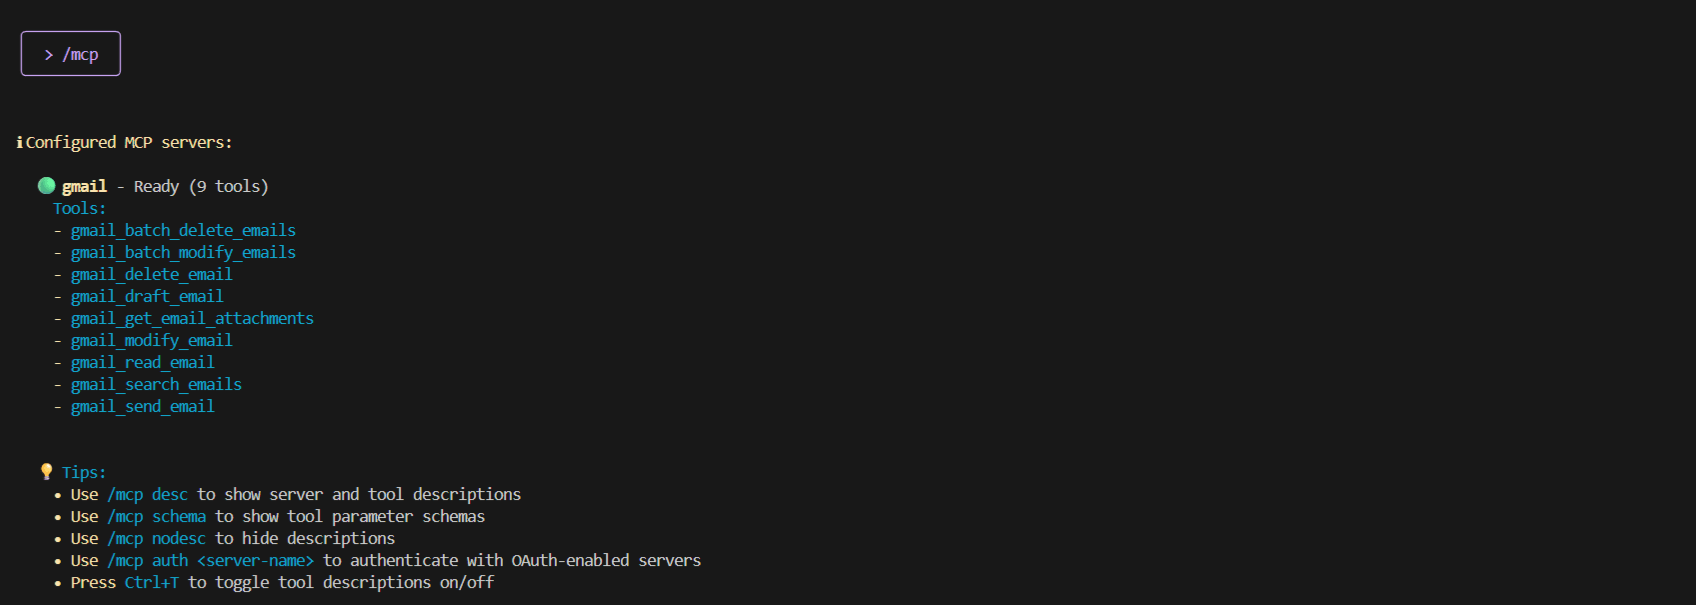 > /mcp
ℹ Configured MCP servers:
🟢 gmail - Ready (9 tools)
Tools:
- gmail_batch_delete_emails
- gmail_batch_modify_emails
- gmail_delete_email
- gmail_draft_email
- gmail_get_email_attachments
- gmail_modify_email
- gmail_read_email
- gmail_search_emails
- gmail_send_email
💡 Tips:
• Use /mcp desc to show server and tool descriptions
• Use /mcp schema to show tool parameter schemas
• Use /mcp nodesc to hide descriptions
• Use /mcp auth <server-name> to authenticate with OAuth-enabled servers
• Press Ctrl+T to toggle tool descriptions on/off